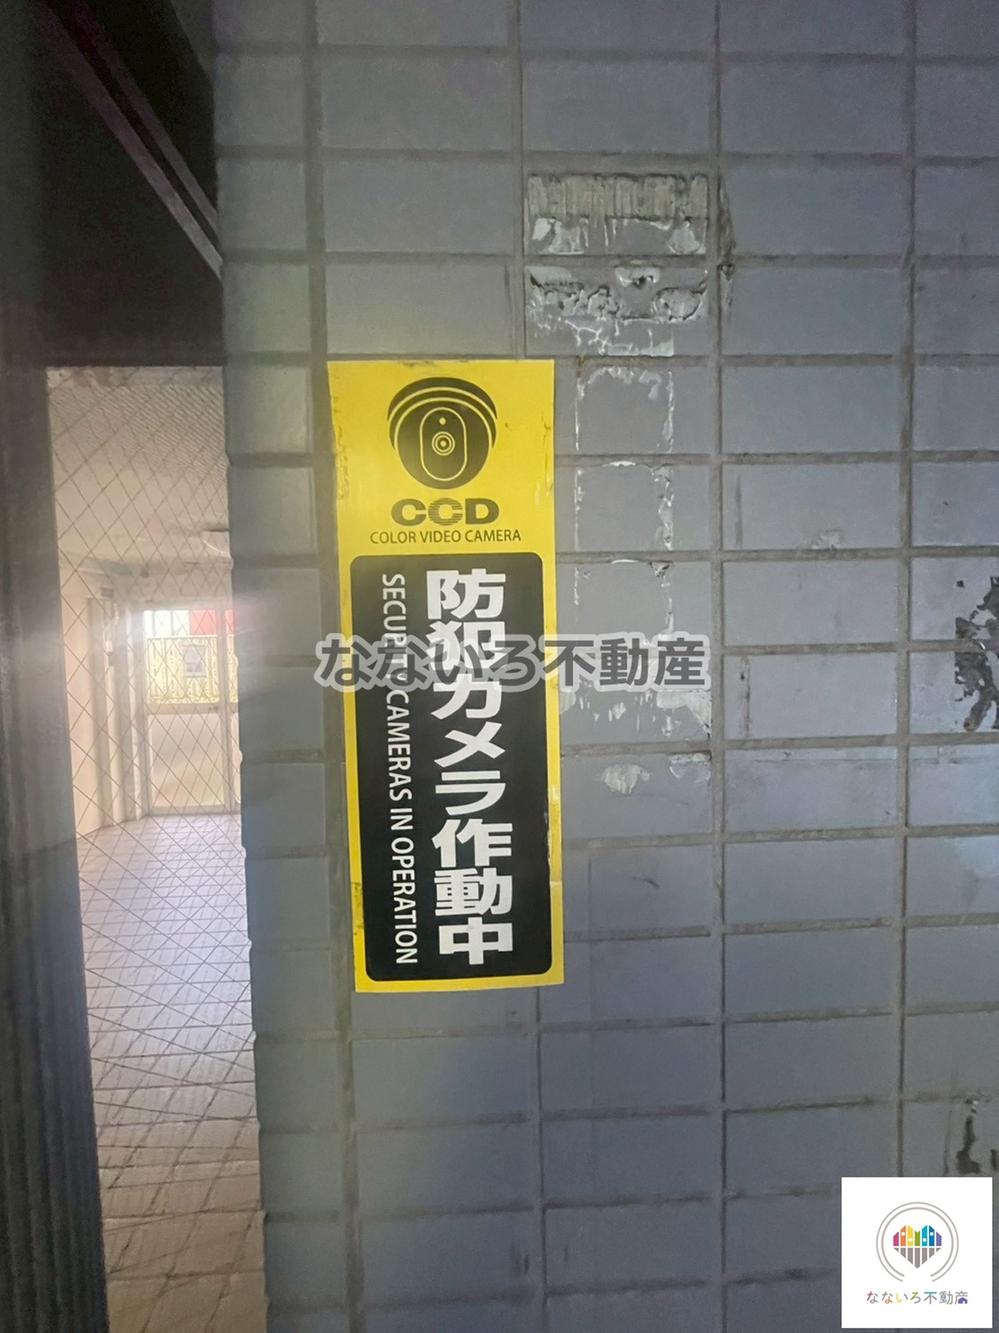 CCD
COLOR VIDEO CAMERA
防犯カメラ作動中
SECURITY CAMERAS IN OPERATION
なないろ不動産
なないろ不動産